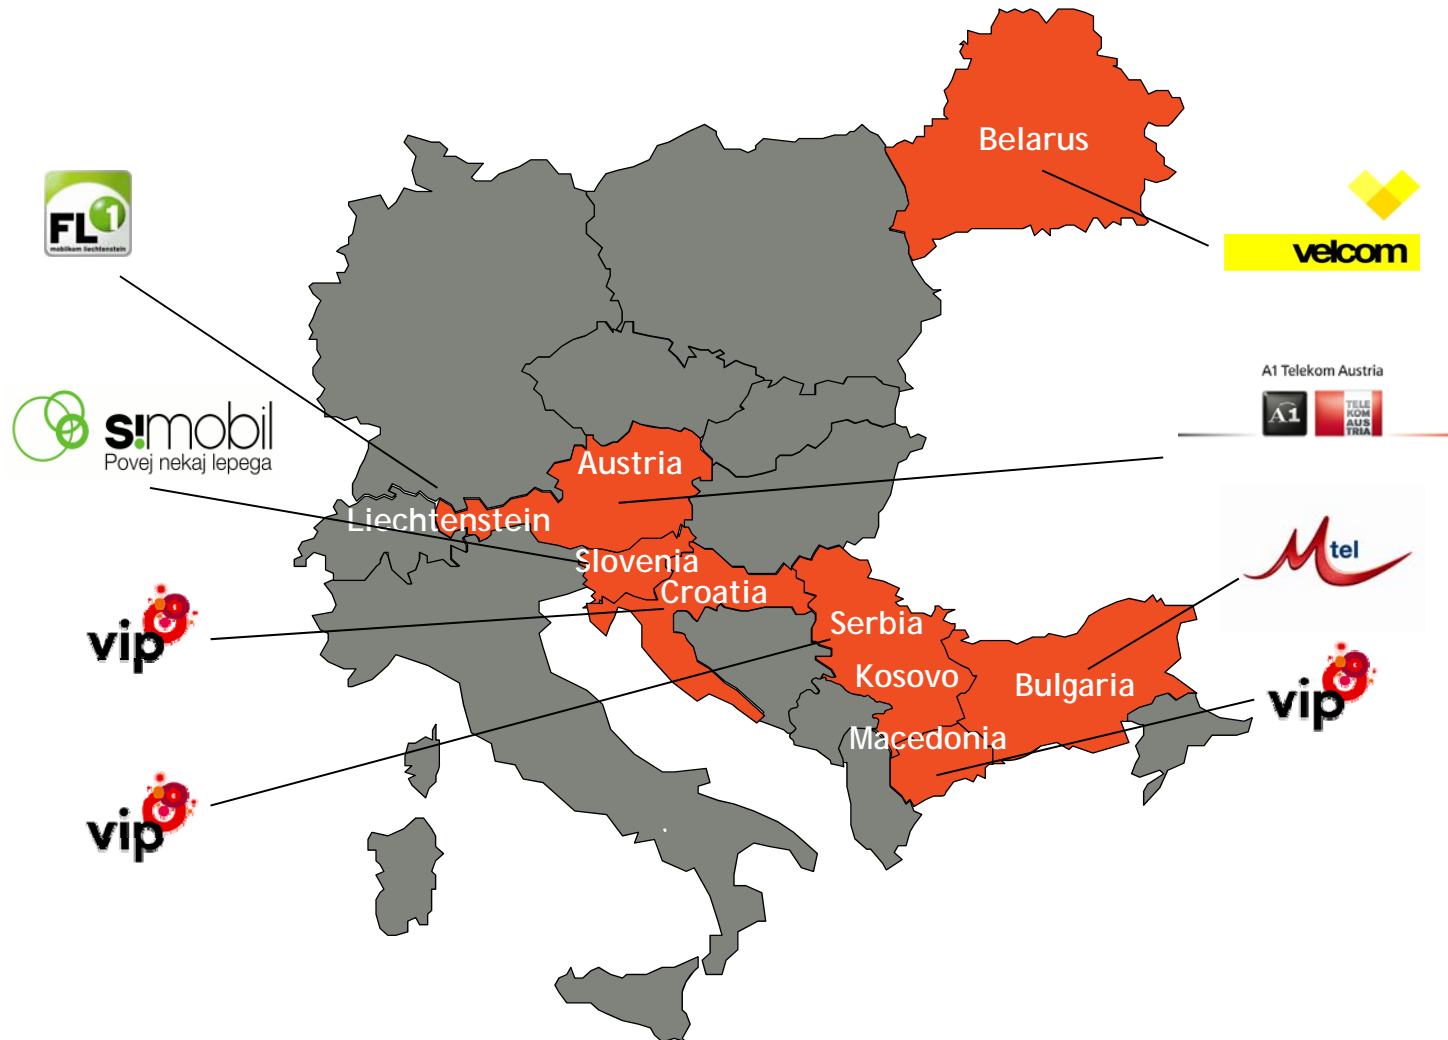 Belarus
FL1
mobilkom liechtenstein
velcom
A1 Telekom Austria
A1
TELE
KOM
AUS
TRIA
s!mobil
Povej nekaj lepega
Austria
Liechtenstein
Mtel
Slovenia
Croatia
vip
Serbia
Kosovo
Bulgaria
vip
Macedonia
vip